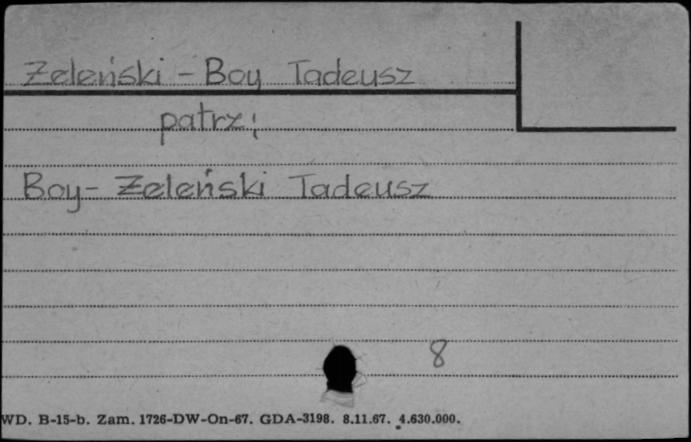 Zeleński - Boy Tadeusz
patrz:
Boy- Żeleński Tadeusz
8
WD. B-15-b. Zam. 1726-DW-On-67. GDA-3198. 8.11.67. 4.630.000.